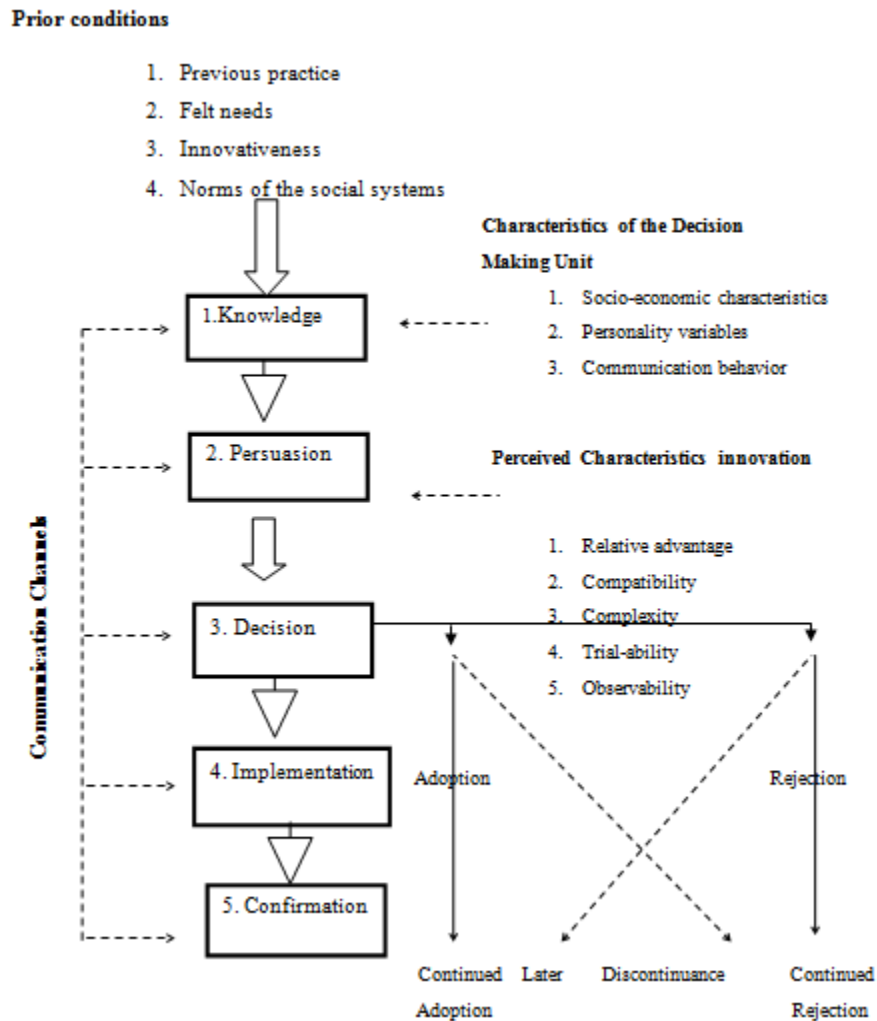 Prior conditions
1. Previous practice
2. Felt needs
3. Innovativeness
4. Norms of the social systems
Characteristics of the Decision
Making Unit
1. Socio-economic characteristics
2. Personality variables
3. Communication behavior
1.Knowledge
2. Persuasion
Perceived Characteristics innovation
1. Relative advantage
2. Compatibility
3. Complexity
4. Trial-ability
5. Observability
3. Decision
Communication Channels
4. Implementation
Adoption
Rejection
5. Confirmation
Continued Later Discontinuance Continued
Adoption Rejection